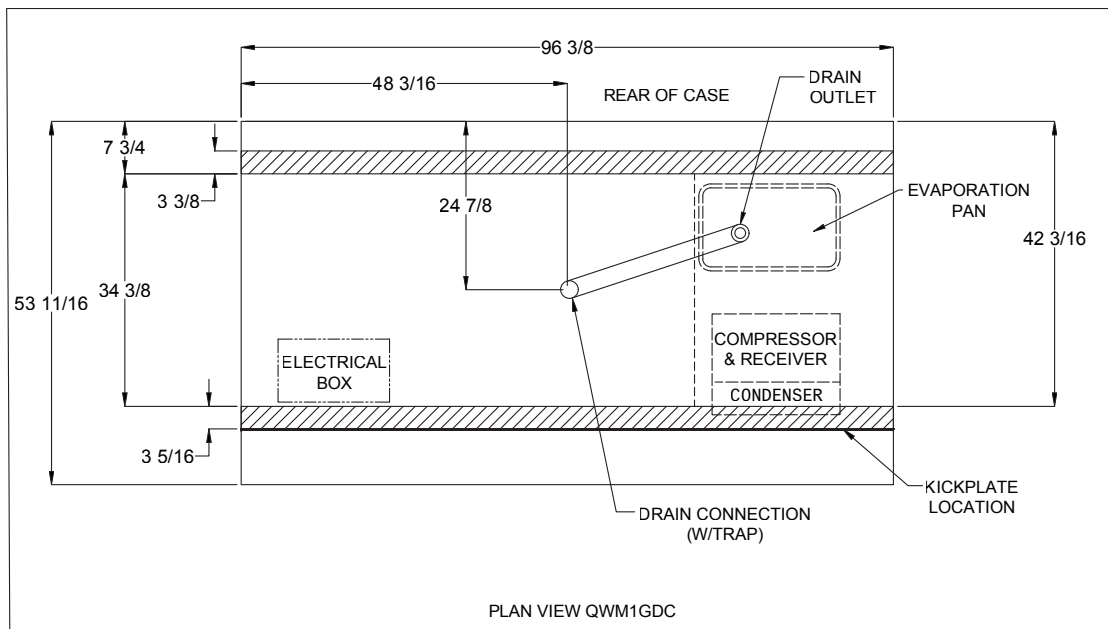 96 3/8
48 3/16
REAR OF CASE
DRAIN
OUTLET
7 3/4
3 3/8
24 7/8
EVAPORATION
PAN
42 3/16
53 11/16
34 3/8
ELECTRICAL
BOX
COMPRESSOR
& RECEIVER
CONDENSER
3 5/16
KICKPLATE
LOCATION
DRAIN CONNECTION
(W/TRAP)
PLAN VIEW QWM1GDC